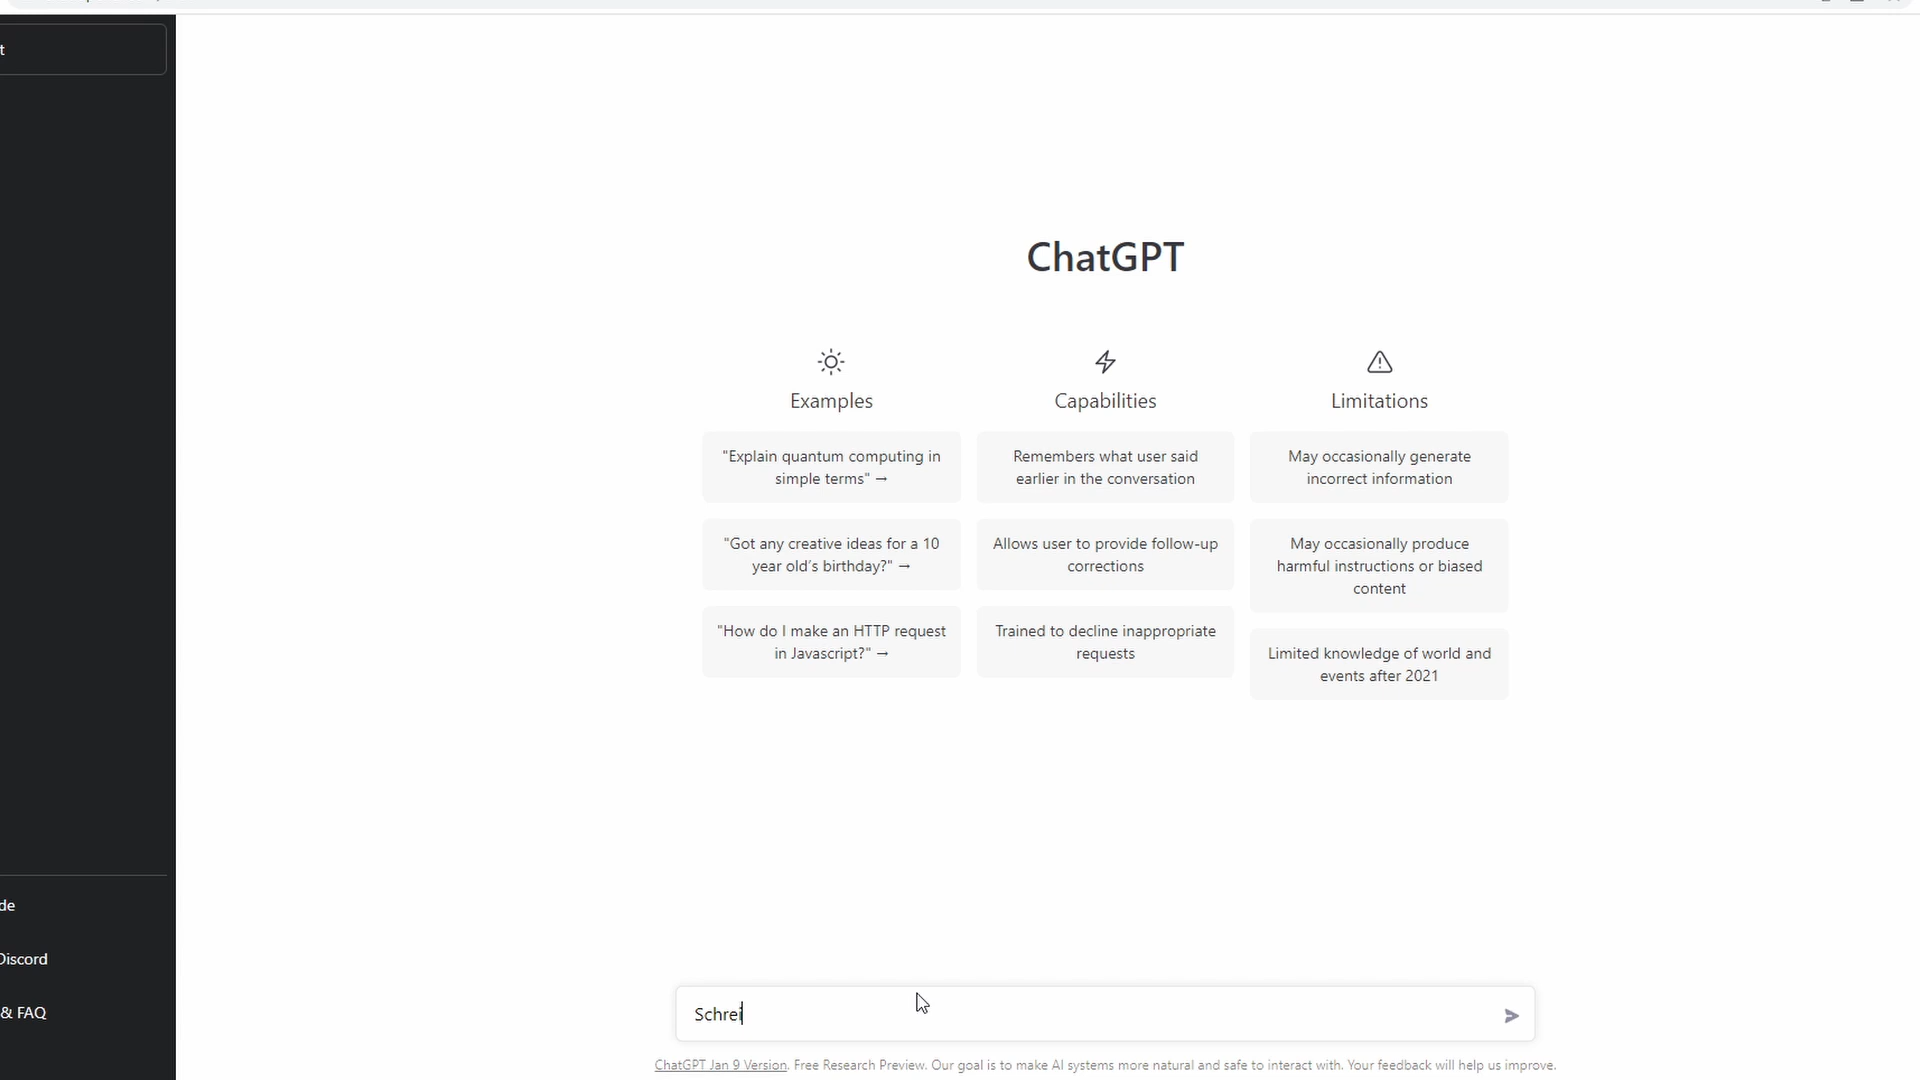 t
ChatGPT
Examples
Capabilities
Limitations
"Explain quantum computing in
simple terms" →
Remembers what user said
earlier in the conversation
May occasionally generate
incorrect information
"Got any creative ideas for a 10
year old's birthday?" →
Allows user to provide follow-up
corrections
May occasionally produce
harmful instructions or biased
content
"How do I make an HTTP request
in Javascript?" →
Trained to decline inappropriate
requests
Limited knowledge of world and
events after 2021
de
Discord
& FAQ
Schrei
ChatGPT Jan 9 Version. Free Research Preview. Our goal is to make AI systems more natural and safe to interact with. Your feedback will help us improve.